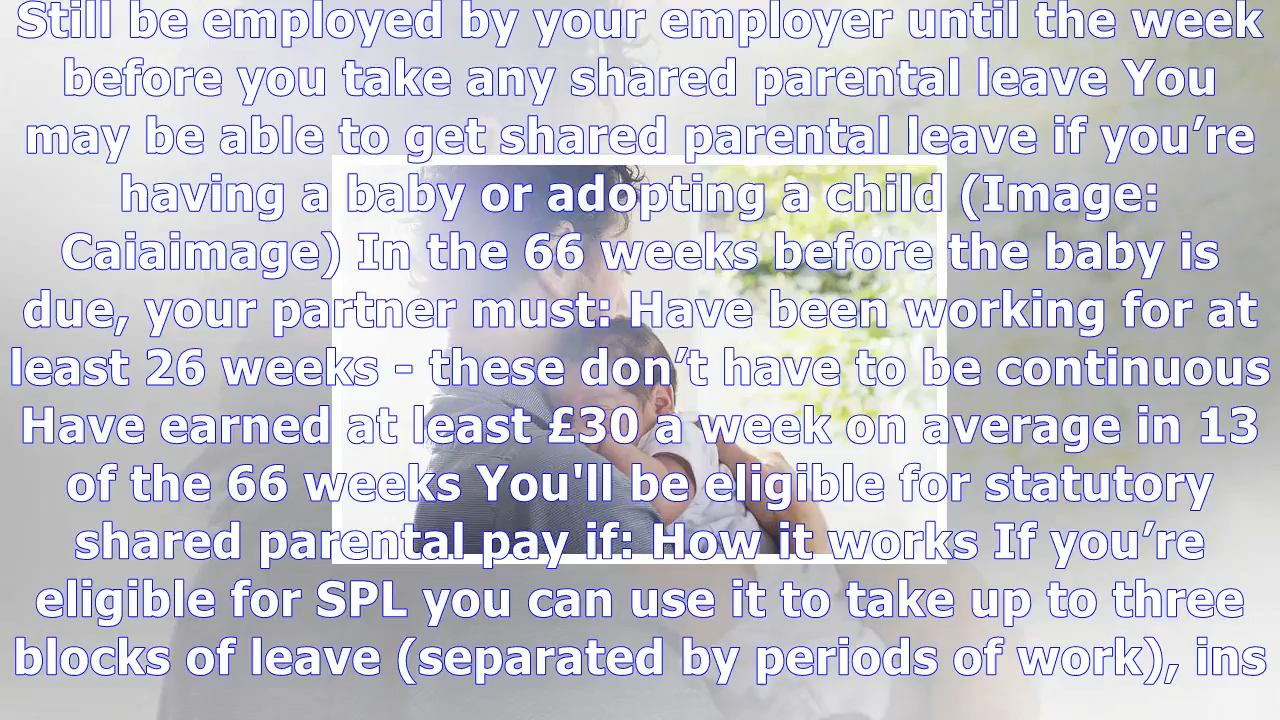 Still be employed by your employer until the week
before you take any shared parental leave You
may be able to get shared parental leave if you’re
having a baby or adopting a child (Image:
Caiaimage) In the 66 weeks before the baby is
due, your partner must: Have been working for at
least 26 weeks - these don’t have to be continuous
Have earned at least £30 a week on average in 13
of the 66 weeks You'll be eligible for statutory
shared parental pay if: How it works If you’re
eligible for SPL you can use it to take up to three
blocks of leave (separated by periods of work), ins